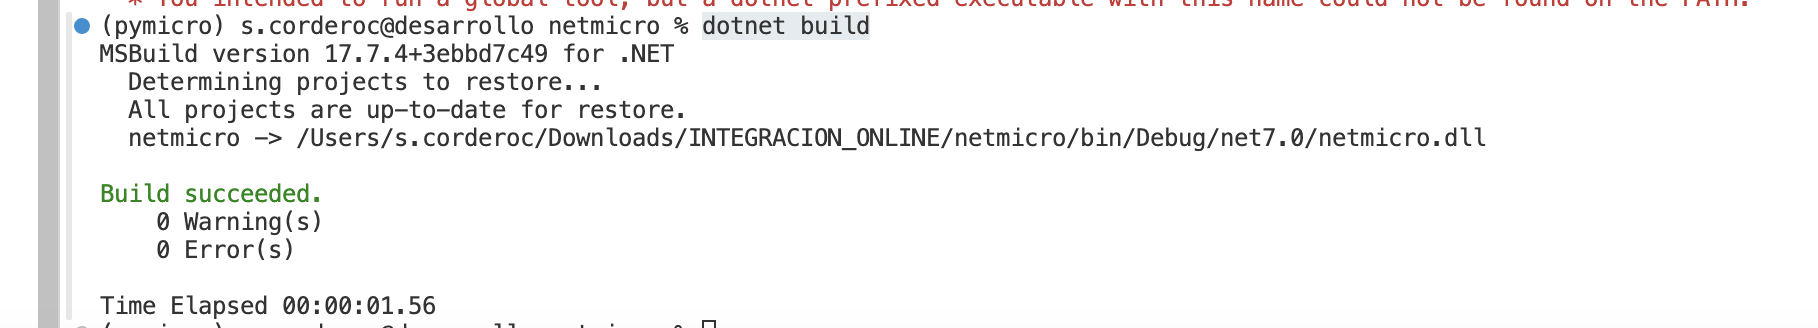 * You intended to run a global tool, but a dotnet-prefixed executable with this name could not be found on the PATH.
(pymicro) s.corderoc@desarrollo netmicro % dotnet build
MSBuild version 17.7.4+3ebbd7c49 for .NET
Determining projects to restore...
All projects are up-to-date for restore.
netmicro -> /Users/s.corderoc/Downloads/INTEGRACION_ONLINE/netmicro/bin/Debug/net7.0/netmicro.dll
Build succeeded.
0 Warning(s)
0 Error(s)
Time Elapsed 00:00:01.56